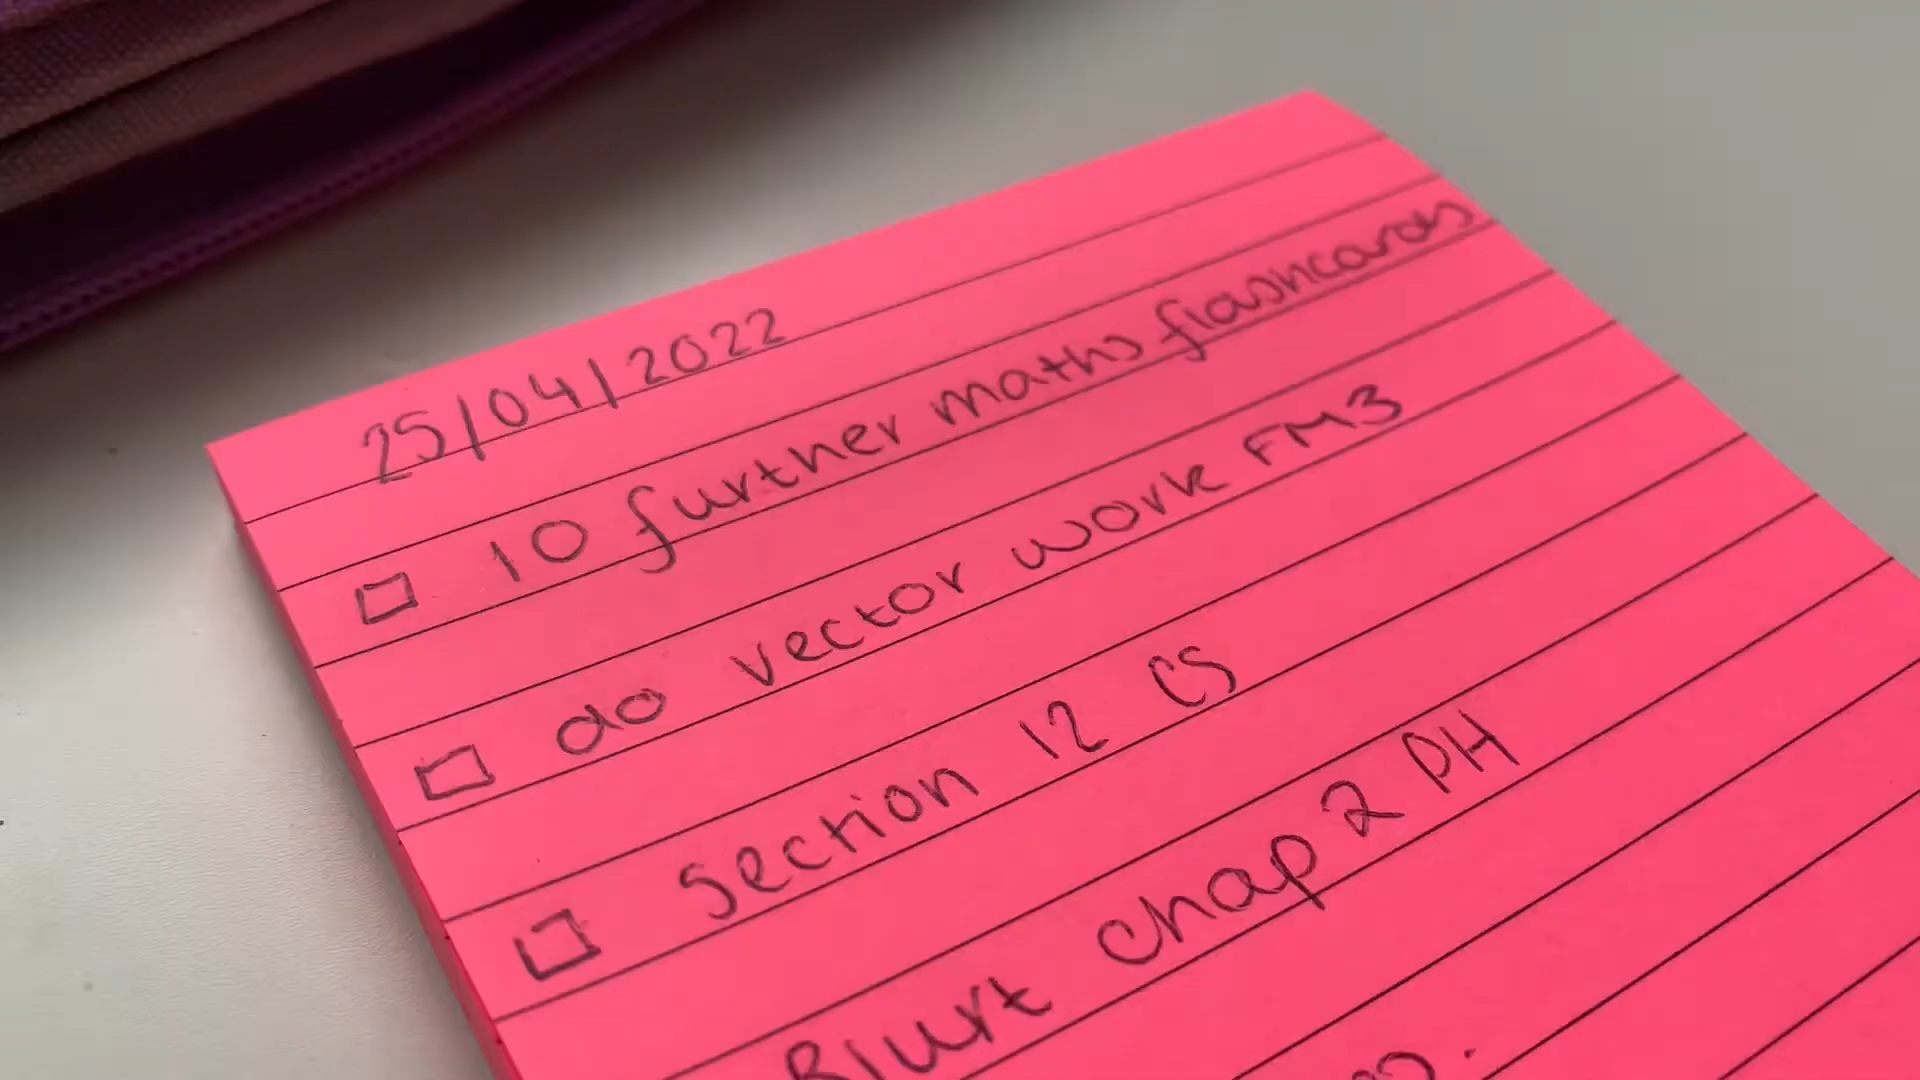 25/04/2022
10 further maths flashcards
do vector work FM3
Section 12 CS
Blurt Chap 2 PH